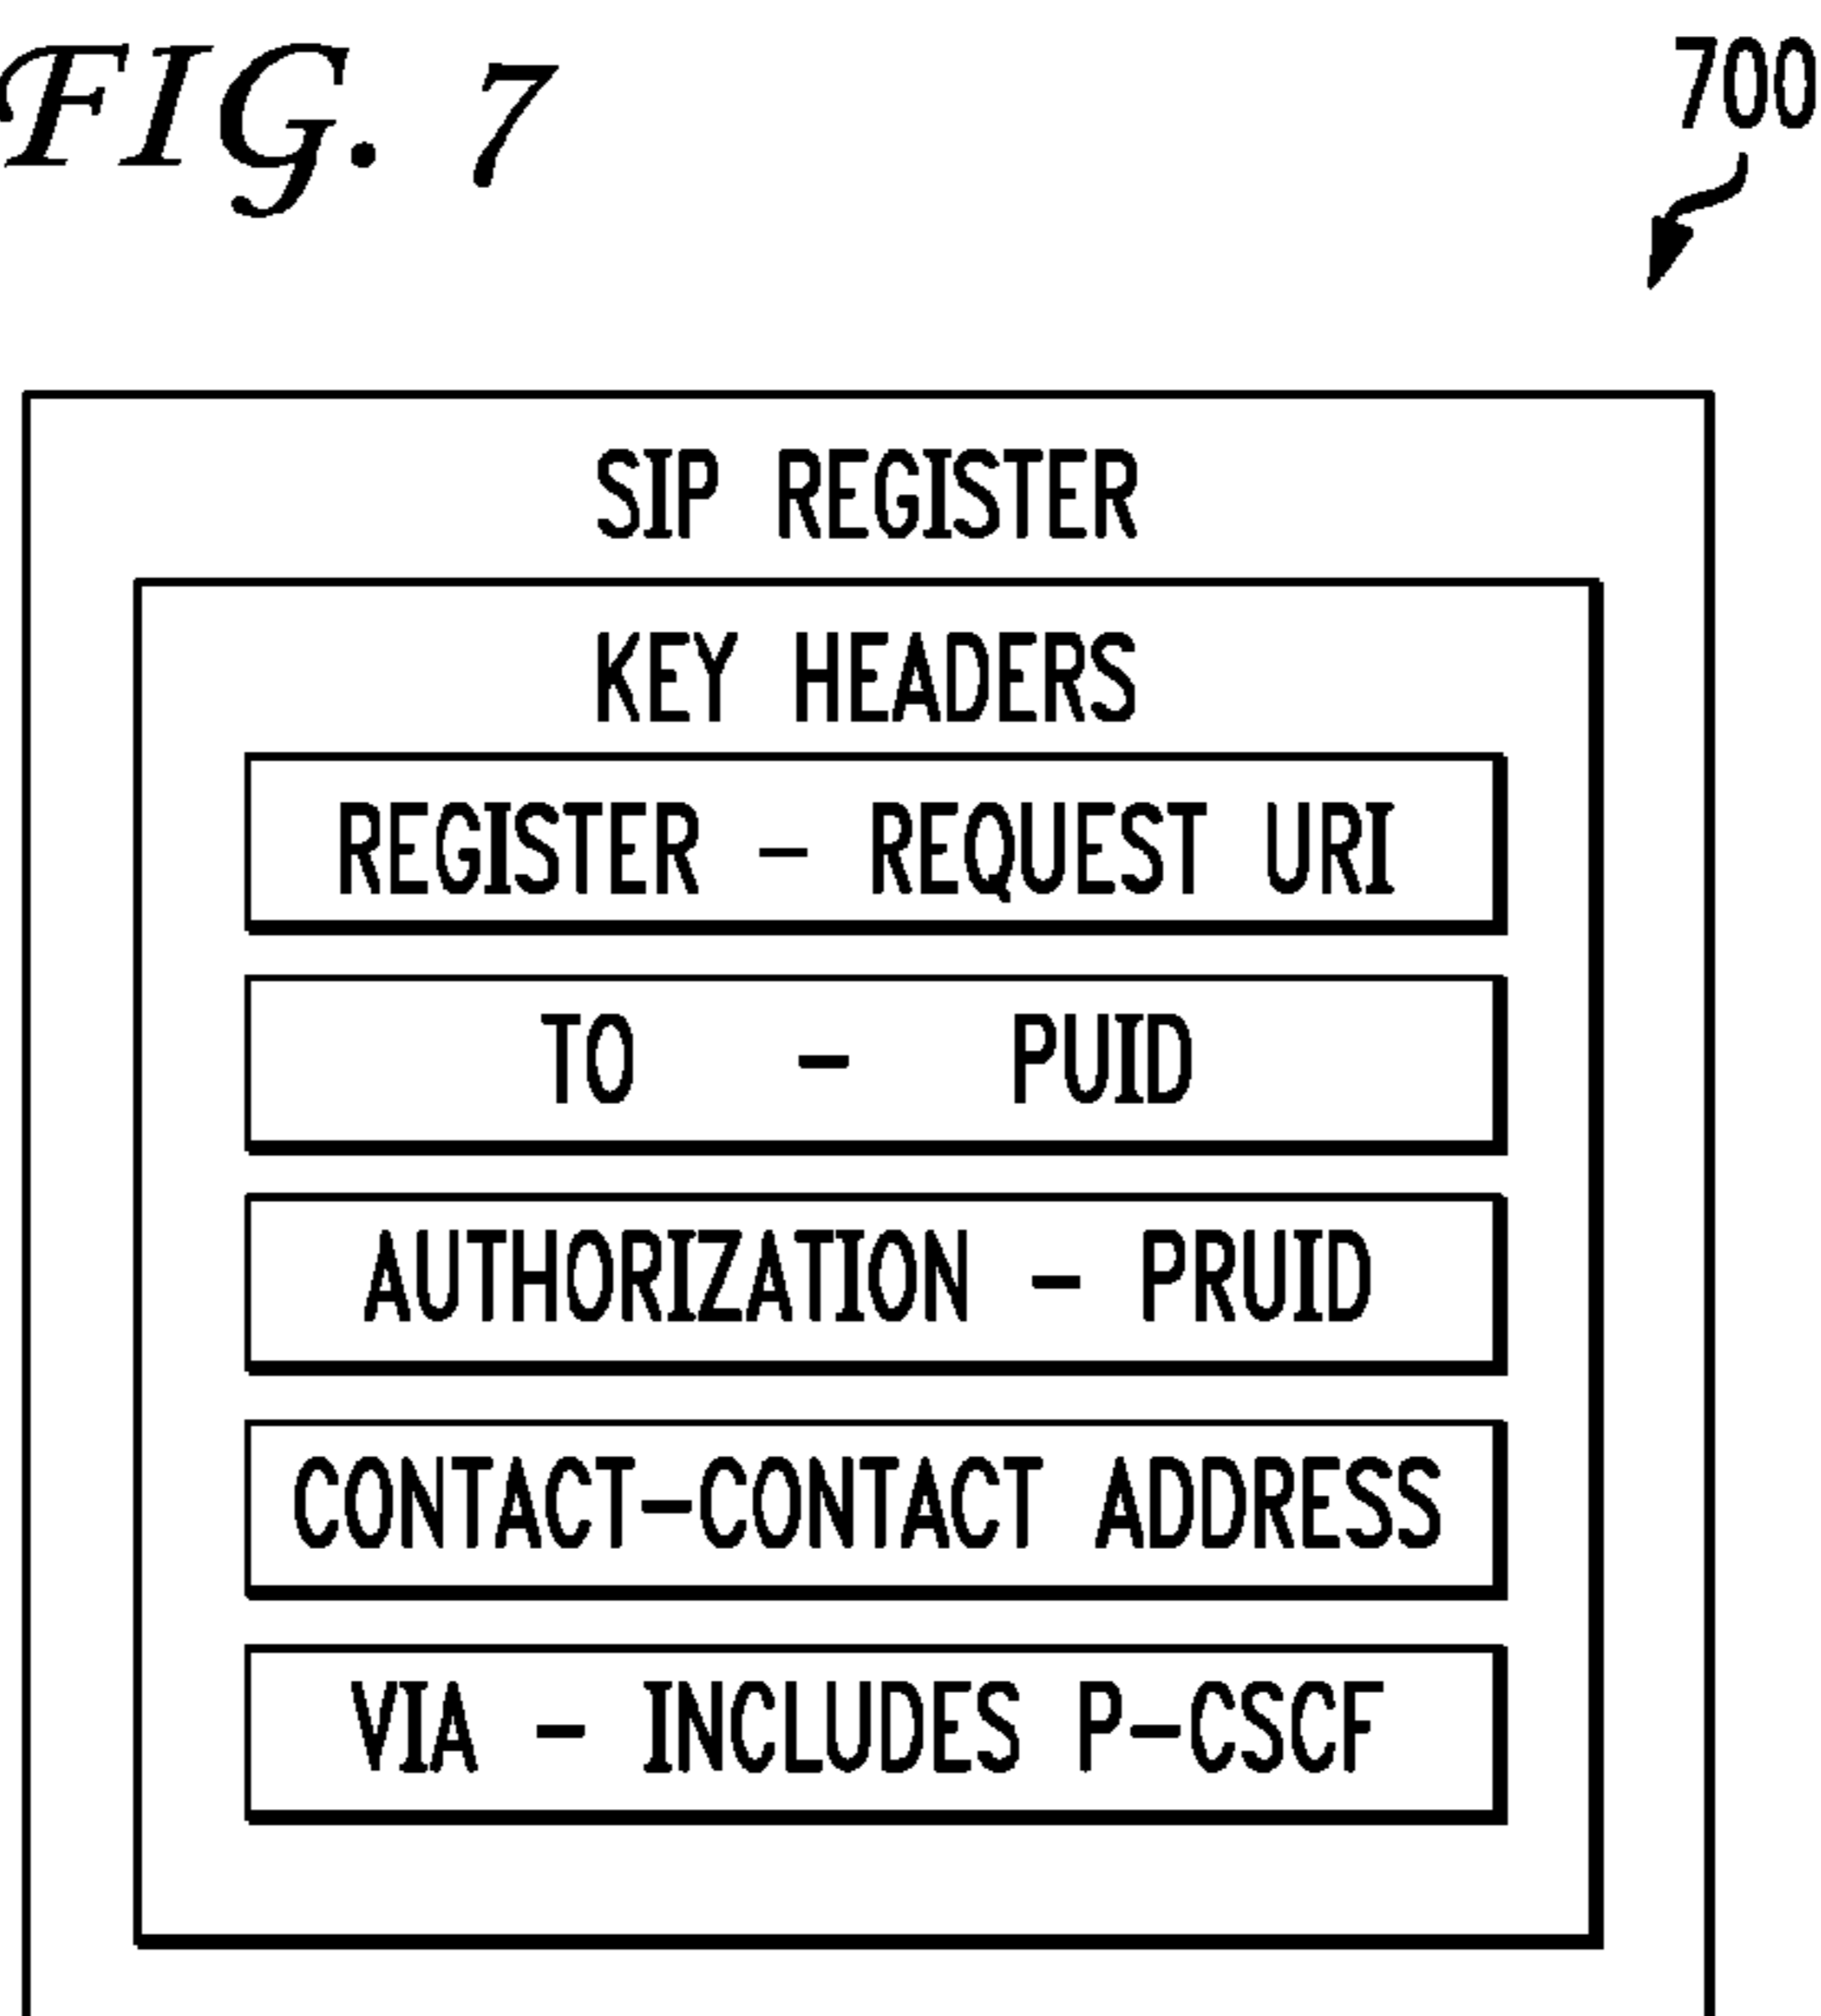 FIG. 7
700
SIP REGISTER
KEY HEADERS
REGISTER - REQUEST URI
TO - PUID
AUTHORIZATION - PRUID
CONTACT-CONTACT ADDRESS
VIA - INCLUDES P-CSCF